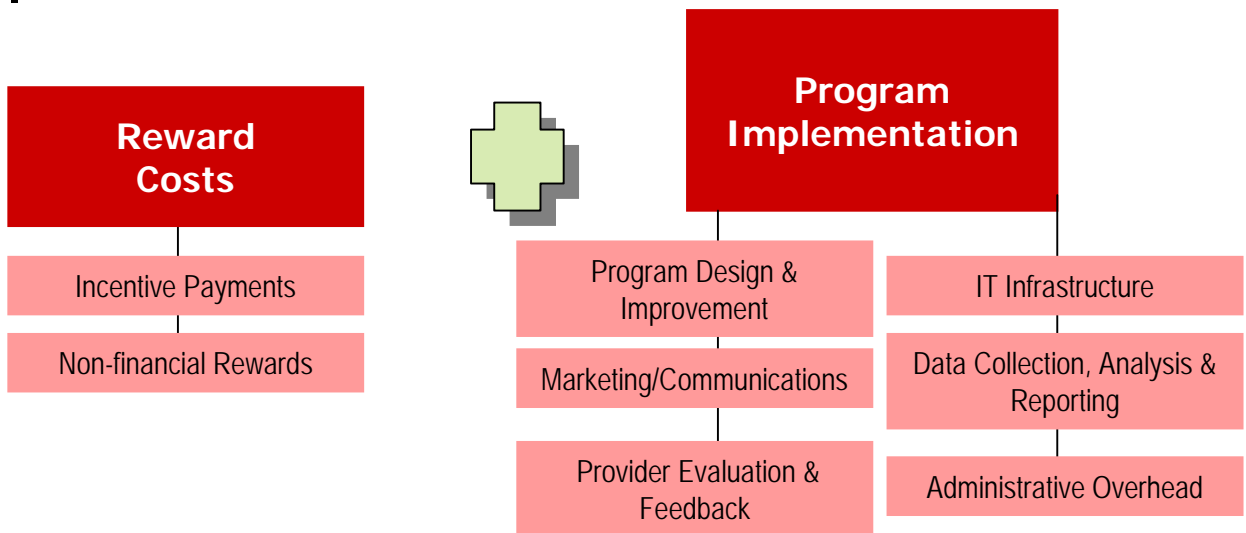 Reward
Costs
Incentive Payments
Non-financial Rewards
Program
Implementation
Program Design &
Improvement
Marketing/Communications
Provider Evaluation &
Feedback
IT Infrastructure
Data Collection, Analysis &
Reporting
Administrative Overhead